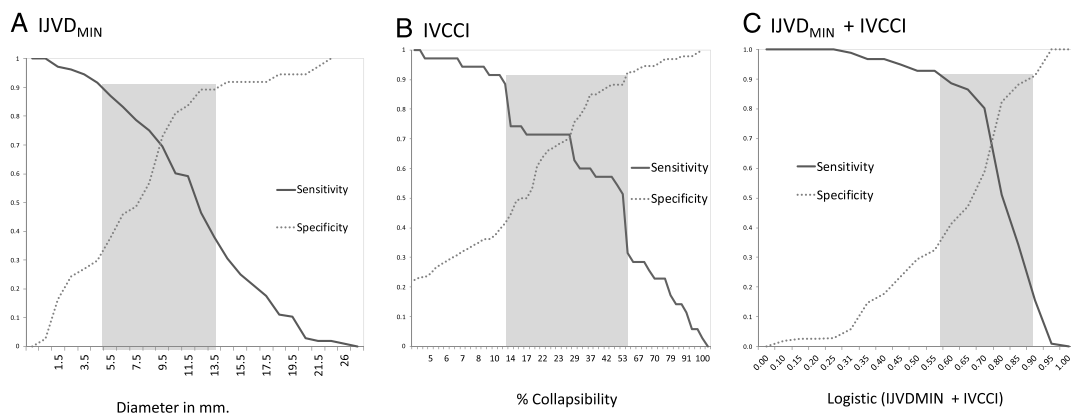 A IJVD_MIN
1
0.9
0.8
0.7
0.6
0.5
0.4
0.3
0.2
0.1
0
Sensitivity
Specificity
1.5 3.5 5.5 7.5 9.5 11.5 13.5 15.5 17.5 19.5 21.5 26
Diameter in mm.
B IVCCI
1
0.9
0.8
0.7
0.6
0.5
0.4
0.3
0.2
0.1
0
Sensitivity
Specificity
5 6 7 8 10 14 17 22 23 29 37 42 53 67 70 79 91 100
% Collapsibility
C IJVD_MIN + IVCCI
1.0
0.9
0.8
0.7
0.6
0.5
0.4
0.3
0.2
0.1
0.0
Sensitivity
Specificity
0.00 0.10 0.20 0.25 0.31 0.35 0.40 0.45 0.50 0.55 0.60 0.65 0.70 0.75 0.80 0.85 0.90 0.95 1.00
Logistic (IJVDMIN + IVCCI)